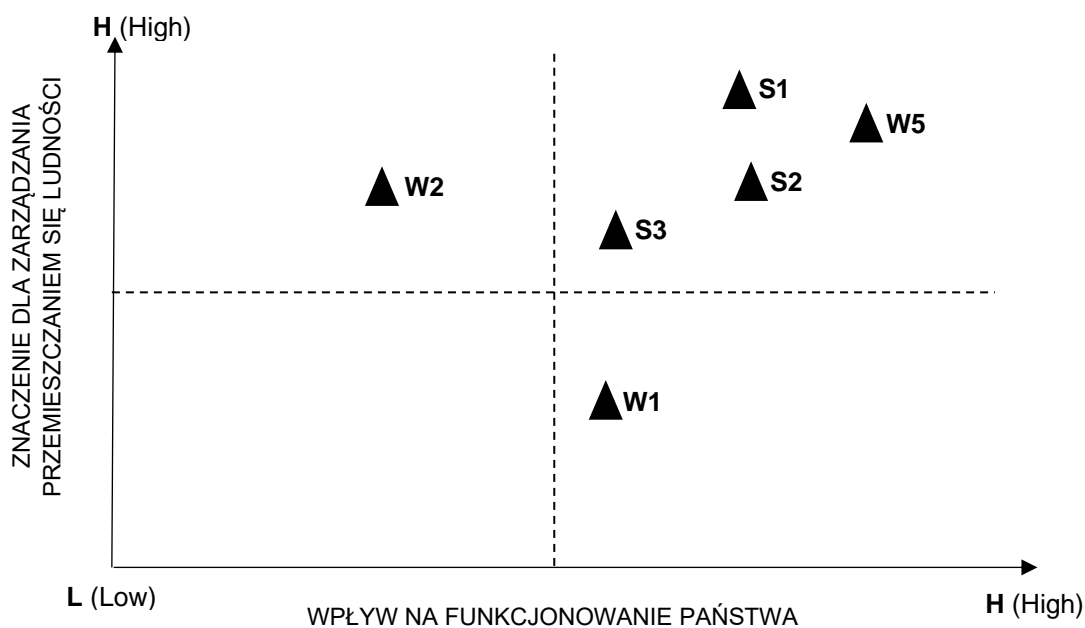 H (High)
S1
W5
S2
W2
S3
W1
ZNACZENIE DLA ZARZĄDZANIA
PRZEMIESZCZANIEM SIĘ LUDNOŚCI
L (Low)
H (High)
WPŁYW NA FUNKCJONOWANIE PAŃSTWA